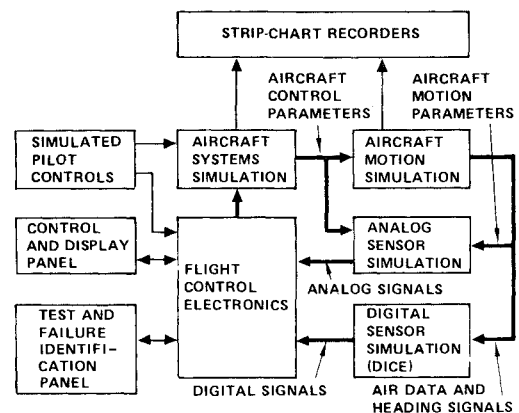 STRIP-CHART RECORDERS
AIRCRAFT
CONTROL
PARAMETERS
AIRCRAFT
MOTION
PARAMETERS
SIMULATED
PILOT
CONTROLS
AIRCRAFT
SYSTEMS
SIMULATION
AIRCRAFT
MOTION
SIMULATION
CONTROL
AND DISPLAY
PANEL
FLIGHT
CONTROL
ELECTRONICS
ANALOG
SENSOR
SIMULATION
ANALOG SIGNALS
TEST AND
FAILURE
IDENTIFI-
CATION
PANEL
DIGITAL
SENSOR
SIMULATION
(DICE)
DIGITAL SIGNALS
AIR DATA AND
HEADING SIGNALS